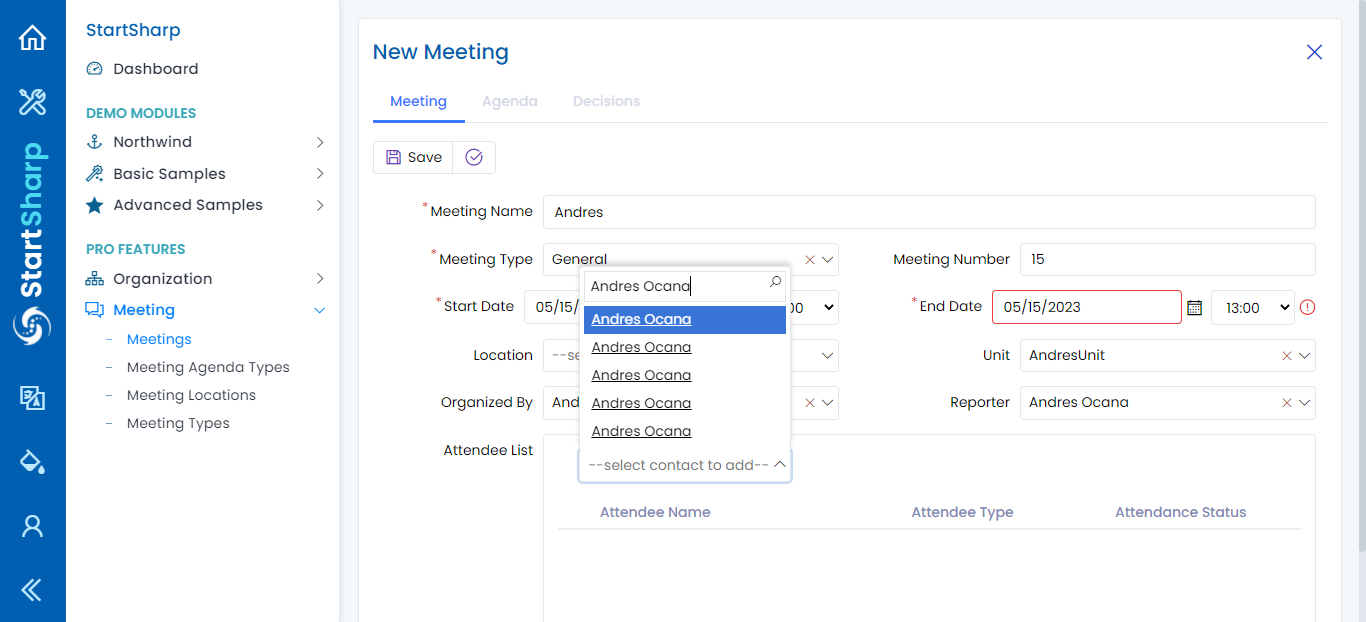 StartSharp
StartSharp
Dashboard
DEMO MODULES
Northwind
Basic Samples
Advanced Samples
PRO FEATURES
Organization
Meeting
Meetings
Meeting Agenda Types
Meeting Locations
Meeting Types
New Meeting
Meeting Agenda Decisions
Save
*Meeting Name Andres
*Meeting Type General
Meeting Number 15
*Start Date 05/15/
00
*End Date 05/15/2023 13:00
Location --se
Unit AndresUnit
Organized By And
Reporter Andres Ocana
Attendee List
Andres Ocana
Andres Ocana
Andres Ocana
Andres Ocana
Andres Ocana
Andres Ocana
--select contact to add--
Attendee Name Attendee Type Attendance Status